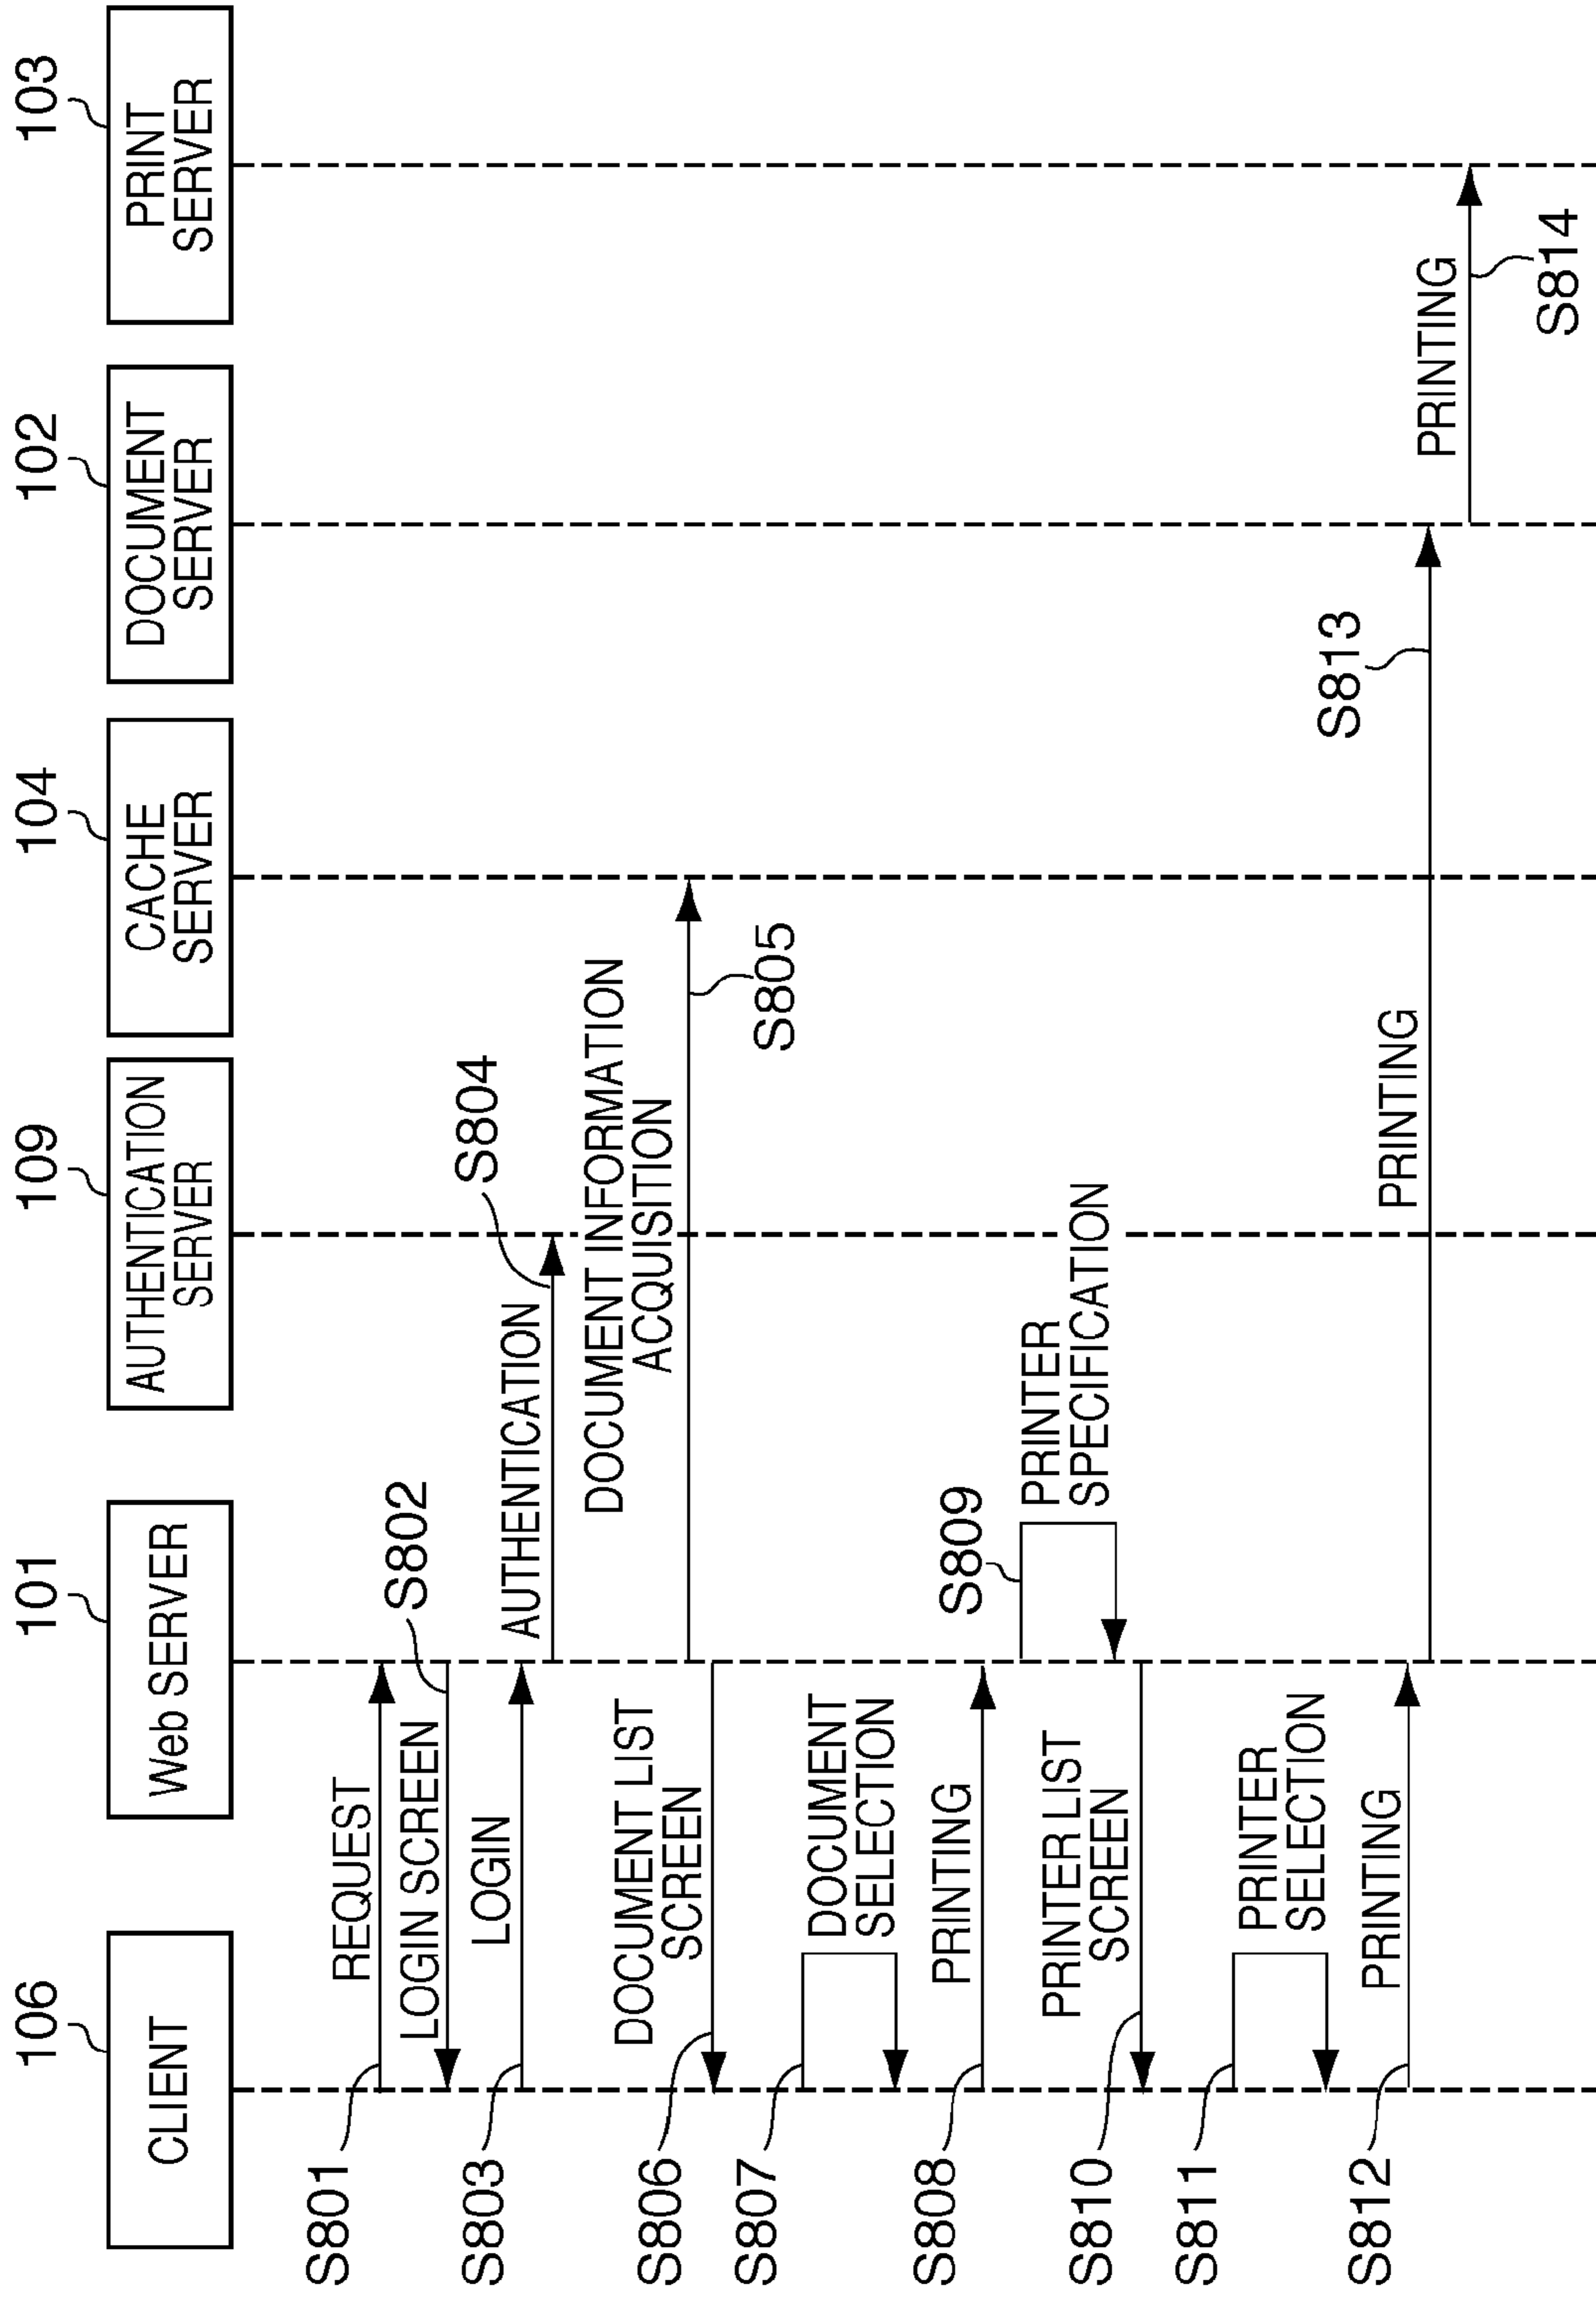 106
CLIENT
101
Web SERVER
109
AUTHENTICATION
SERVER
104
CACHE
SERVER
102
DOCUMENT
SERVER
103
PRINT
SERVER
S801
REQUEST
LOGIN SCREEN
S802
S803
LOGIN
AUTHENTICATION
S804
DOCUMENT INFORMATION
ACQUISITION
S805
S806
DOCUMENT LIST
SCREEN
S807
DOCUMENT
SELECTION
S808
PRINTING
S809
PRINTER
SPECIFICATION
S810
PRINTER LIST
SCREEN
S811
PRINTER
SELECTION
S812
PRINTING
PRINTING
S813
PRINTING
S814